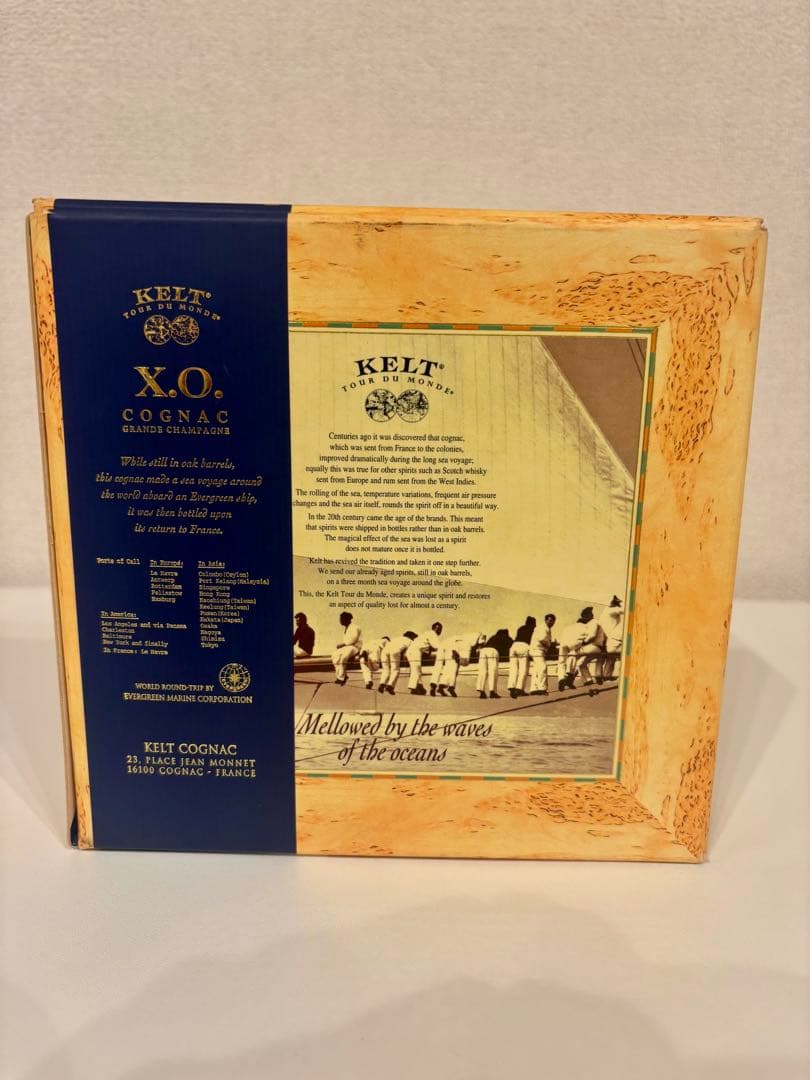 KELT®
TOUR DU MONDE®
X.O.
COGNAC
GRANDE CHAMPAGNE
While still in oak barrels,
this cognac made a sea voyage around
the world aboard an Evergreen ship,
it was then bottled upon
its return to France.
Ports of Call
In Europe:
Le Havre
Antwerp
Rotterdam
Felixstow
Hamburg
In Asia:
Colombo(Ceylon)
Port Kelang(Malaysia)
Singapore
Hong Kong
Kaoshiung(Taiwan)
Keelung(Taiwan)
Pusan(Korea)
Hakata(Japan)
Osaka
Nagoya
Shimizu
Tokyo
In America:
Los Angeles and via Panama
Charleston
Baltimore
New York and finally
In France: Le Havre
WORLD ROUND-TRIP BY
EVERGREEN MARINE CORPORATION
KELT COGNAC
23, PLACE JEAN MONNET
16100 COGNAC - FRANCE
KELT®
TOUR DU MONDE®
Centuries ago it was discovered that cognac,
which was sent from France to the colonies,
improved dramatically during the long sea voyage;
equally this was true for other spirits such as Scotch whisky
sent from Europe and rum sent from the West Indies.
The rolling of the sea, temperature variations, frequent air pressure
changes and the sea air itself, rounds the spirit off in a beautiful way.
In the 20th century came the age of the brands. This meant
that spirits were shipped in bottles rather than in oak barrels.
The magical effect of the sea was lost as a spirit
does not mature once it is bottled.
Kelt has revived the tradition and taken it one step further.
We send our already aged spirits, still in oak barrels,
on a three month sea voyage around the globe.
This, the Kelt Tour du Monde, creates a unique spirit and restores
an aspect of quality lost for almost a century.
Mellowed by the waves
of the oceans